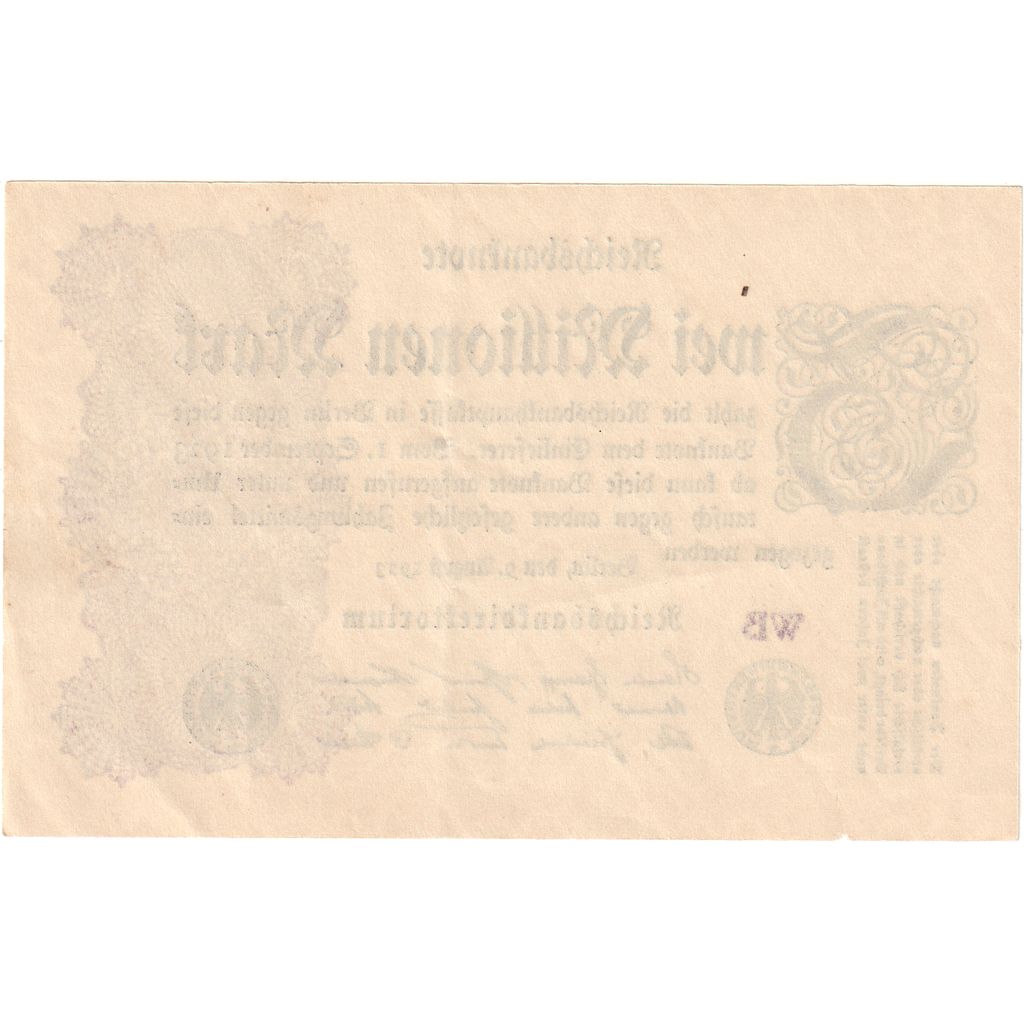 Reichsbanknote
Zwei Millionen Mark
zahlt die Reichsbankhauptkasse in Berlin gegen diese
Banknote dem Einlieferer. Vom 1. September 1923
ab kann diese Banknote aufgerufen und unter Um-
tausch gegen andere gesetzliche Zahlungsmittel ein-
gezogen werden
Berlin, den 9. August 1923
Reichsbankdirektorium
WB